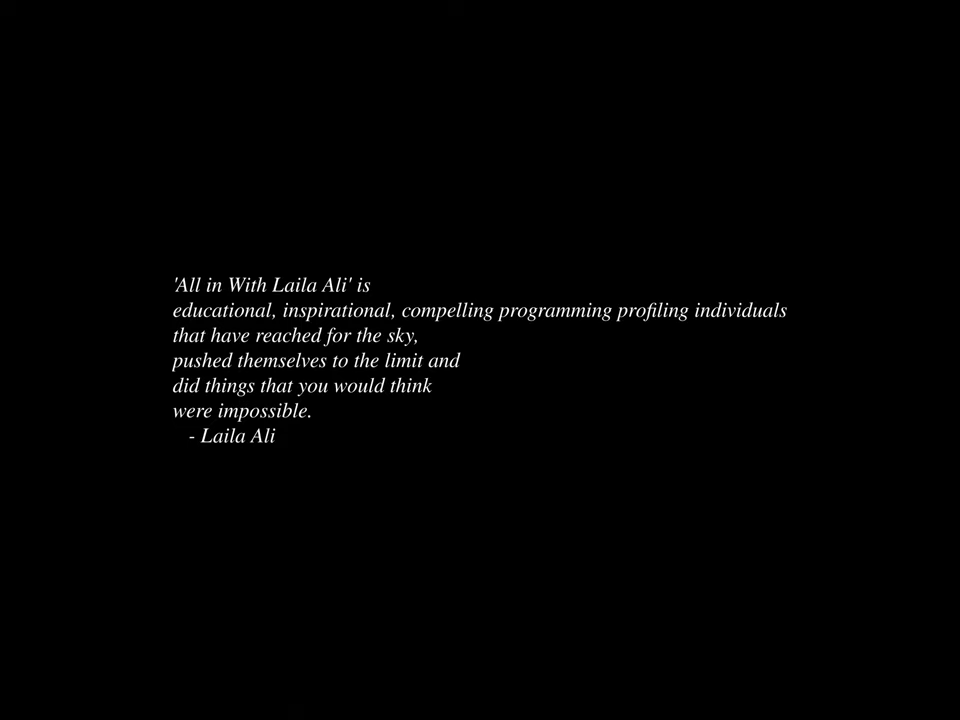 'All in With Laila Ali' is
educational, inspirational, compelling programming profiling individuals
that have reached for the sky,
pushed themselves to the limit and
did things that you would think
were impossible.
- Laila Ali